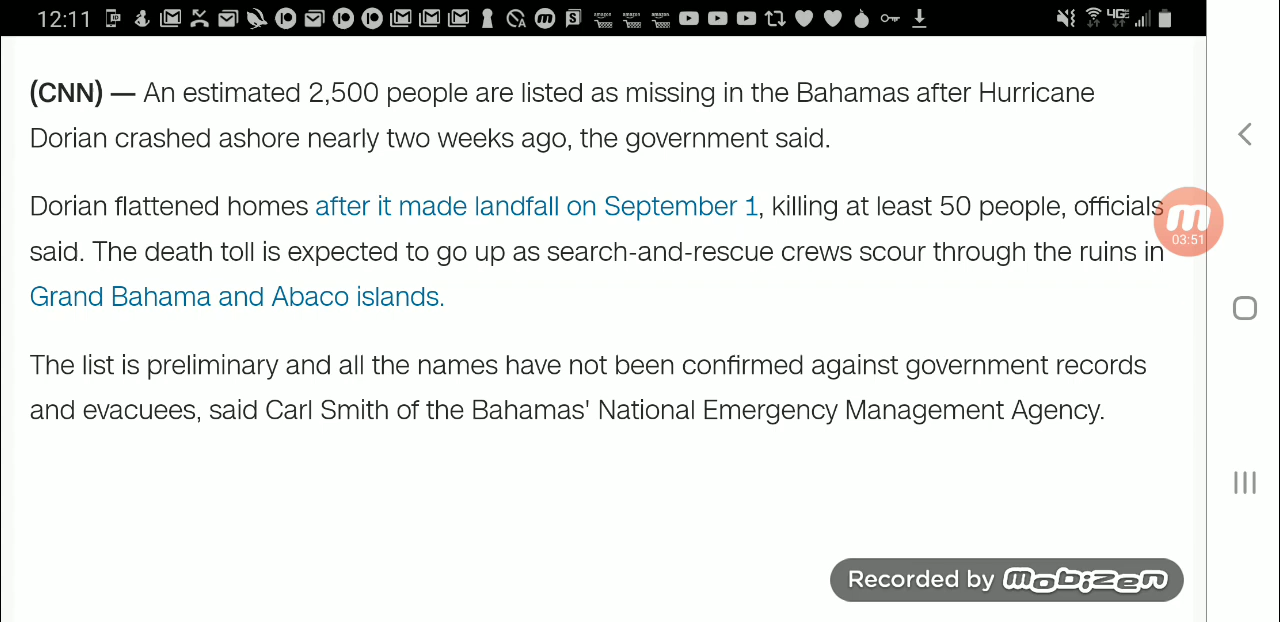 12:11
4GE
(CNN) — An estimated 2,500 people are listed as missing in the Bahamas after Hurricane
Dorian crashed ashore nearly two weeks ago, the government said.
Dorian flattened homes after it made landfall on September 1, killing at least 50 people, officials
said. The death toll is expected to go up as search-and-rescue crews scour through the ruins in
Grand Bahama and Abaco islands.
03:51
The list is preliminary and all the names have not been confirmed against government records
and evacuees, said Carl Smith of the Bahamas' National Emergency Management Agency.
Recorded by mobizen